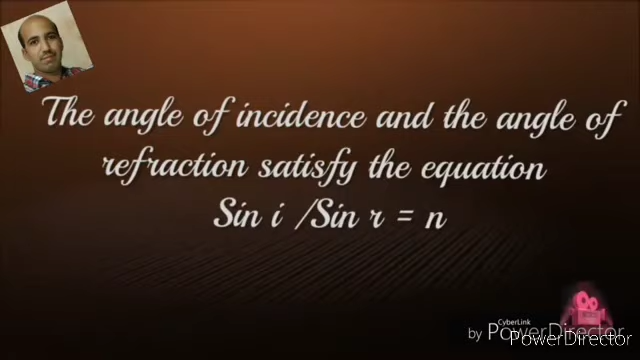 The angle of incidence and the angle of
refraction satisfy the equation
Sin i /Sin r = n
CyberLink
by PowerDirector
PowerDirector